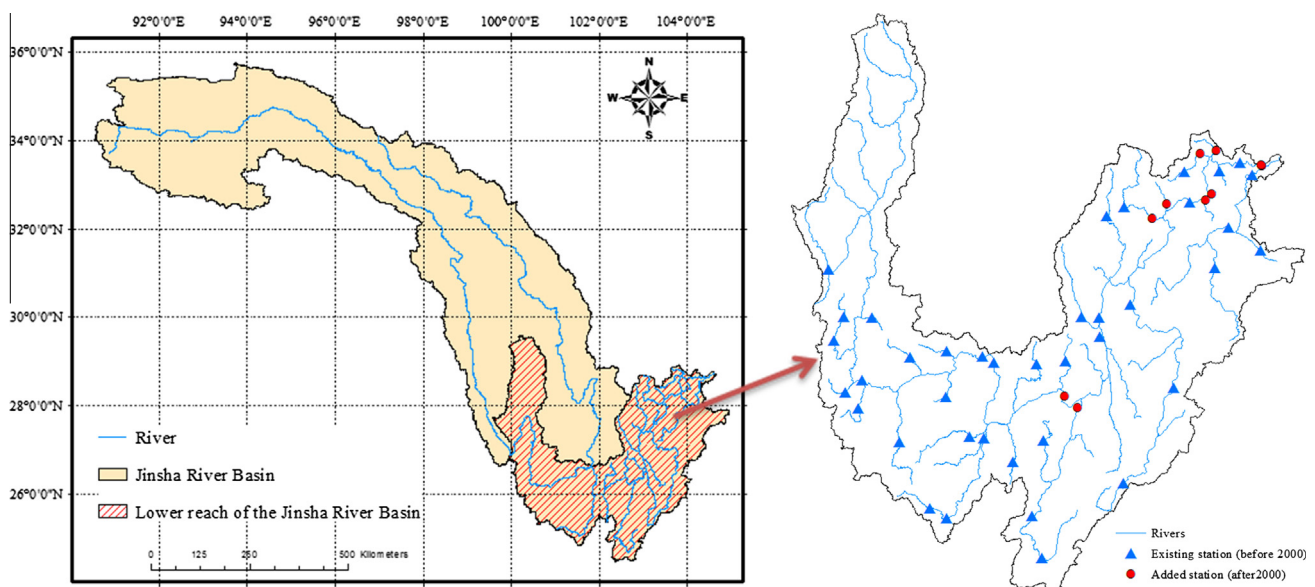 92°0'0"E 94°0'0"E 96°0'0"E 98°0'0"E 100°0'0"E 102°0'0"E 104°0'0"E
36°0'0"N
34°0'0"N
32°0'0"N
30°0'0"N
28°0'0"N
26°0'0"N
N
W E
S
River
Jinsha River Basin
Lower reach of the Jinsha River Basin
0 125 250 500 Kilometers
Rivers
Existing station (before 2000)
Added station (after2000)